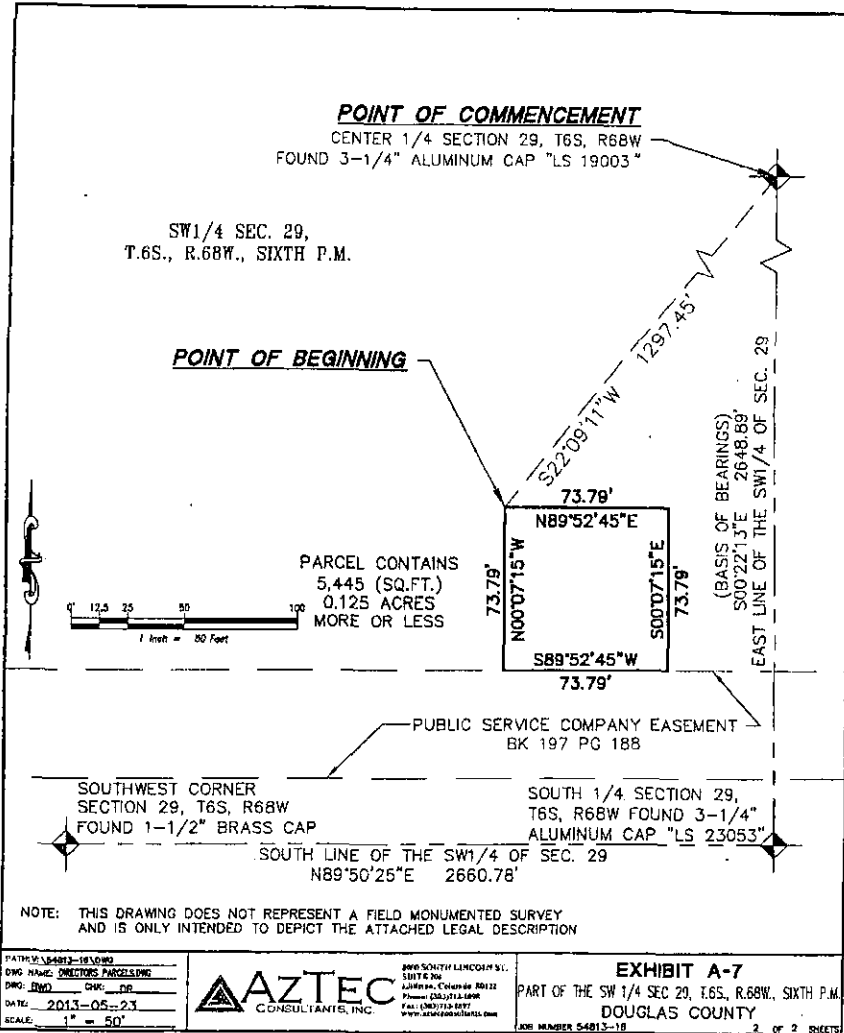 POINT OF COMMENCEMENT
CENTER 1/4 SECTION 29, T6S, R68W
FOUND 3-1/4" ALUMINUM CAP "LS 19003"
SW1/4 SEC. 29,
T.6S., R.68W., SIXTH P.M.
POINT OF BEGINNING
S22°09'11"W 1297.45'
(BASIS OF BEARINGS)
S00°22'13"E 2648.89'
EAST LINE OF THE SW1/4 OF SEC. 29
73.79'
N89°52'45"E
73.79'
N00°07'15"W
S00°07'15"E
73.79'
S89°52'45"W
73.79'
PARCEL CONTAINS
5,445 (SQ.FT.)
0.125 ACRES
MORE OR LESS
0' 12.5 25 50 100
1 inch = 50 Feet
PUBLIC SERVICE COMPANY EASEMENT
BK 197 PG 188
SOUTHWEST CORNER
SECTION 29, T6S, R68W
FOUND 1-1/2" BRASS CAP
SOUTH 1/4 SECTION 29,
T6S, R68W FOUND 3-1/4"
ALUMINUM CAP "LS 23053"
SOUTH LINE OF THE SW1/4 OF SEC. 29
N89°50'25"E 2660.78'
NOTE: THIS DRAWING DOES NOT REPRESENT A FIELD MONUMENTED SURVEY
AND IS ONLY INTENDED TO DEPICT THE ATTACHED LEGAL DESCRIPTION
DWG NAME: DIRECTORS PARCELS.DWG
DWG: BWD CHK: DR
DATE: 2013-05-23
SCALE: 1" = 50'
AZTEC
CONSULTANTS, INC.
SOUTH LINCOLN ST.
Colorado 80122
EXHIBIT A-7
PART OF THE SW 1/4 SEC 29, T.6S., R.68W., SIXTH P.M.
DOUGLAS COUNTY
JOB NUMBER 54813-18
2 OF 2 SHEETS